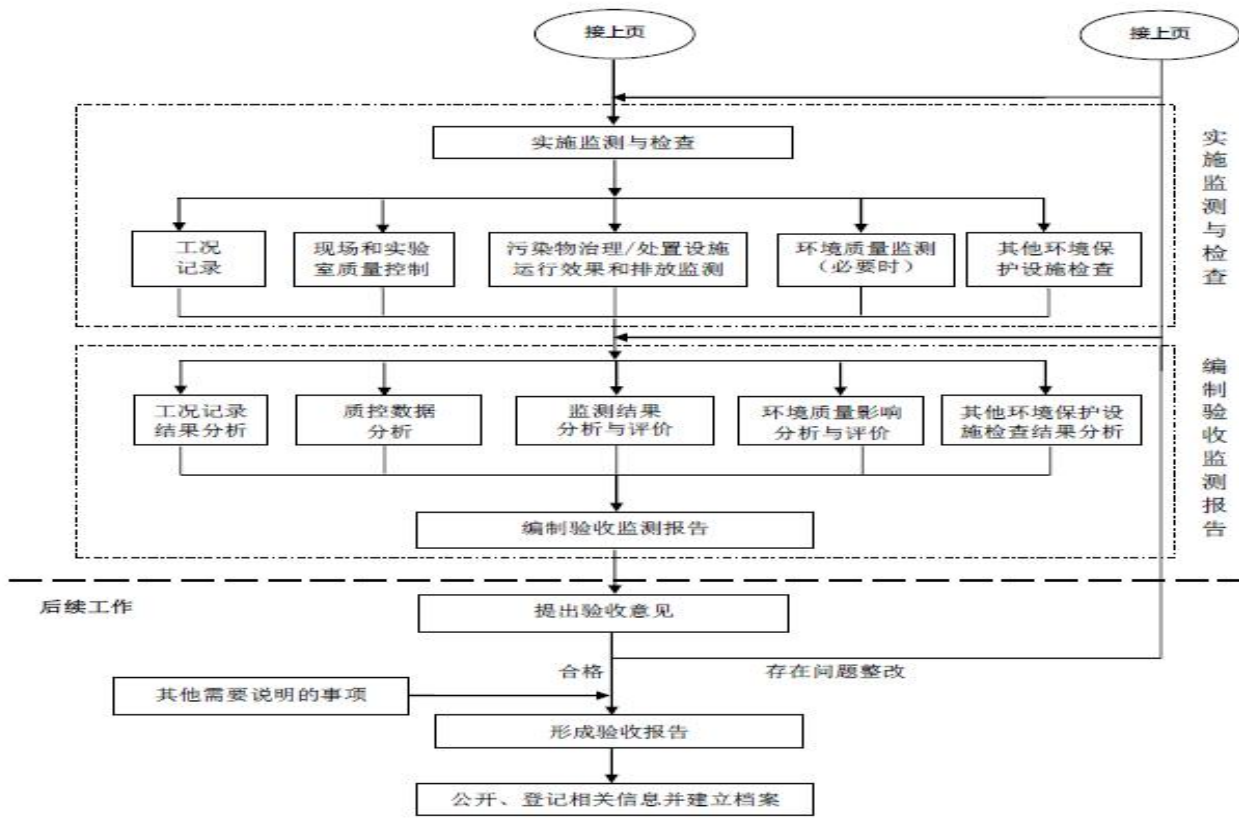 接上页
接上页
实施监测与检查
实施监测与检查
工况
记录
现场和实验
室质量控制
污染物治理/处置设施
运行效果和排放监测
环境质量监测
（必要时）
其他环境保
护设施检查
工况记录
结果分析
质控数据
分析
监测结果
分析与评价
环境质量影响
分析与评价
其他环境保护设
施检查结果分析
编制验收监测报告
编制验收监测报告
后续工作
提出验收意见
合格
存在问题整改
其他需要说明的事项
形成验收报告
公开、登记相关信息并建立档案